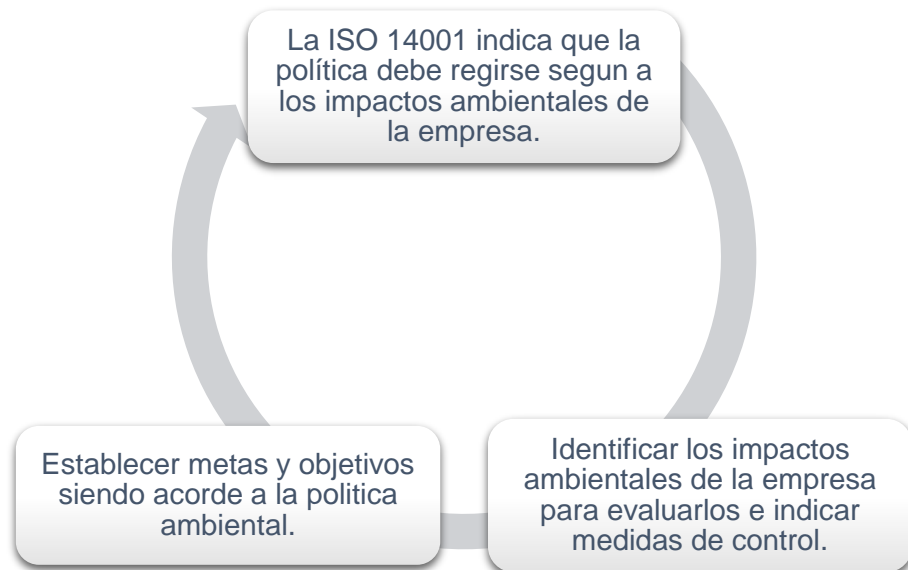 La ISO 14001 indica que la
política debe regirse segun a
los impactos ambientales de
la empresa.
Identificar los impactos
ambientales de la empresa
para evaluarlos e indicar
medidas de control.
Establecer metas y objetivos
siendo acorde a la politica
ambiental.